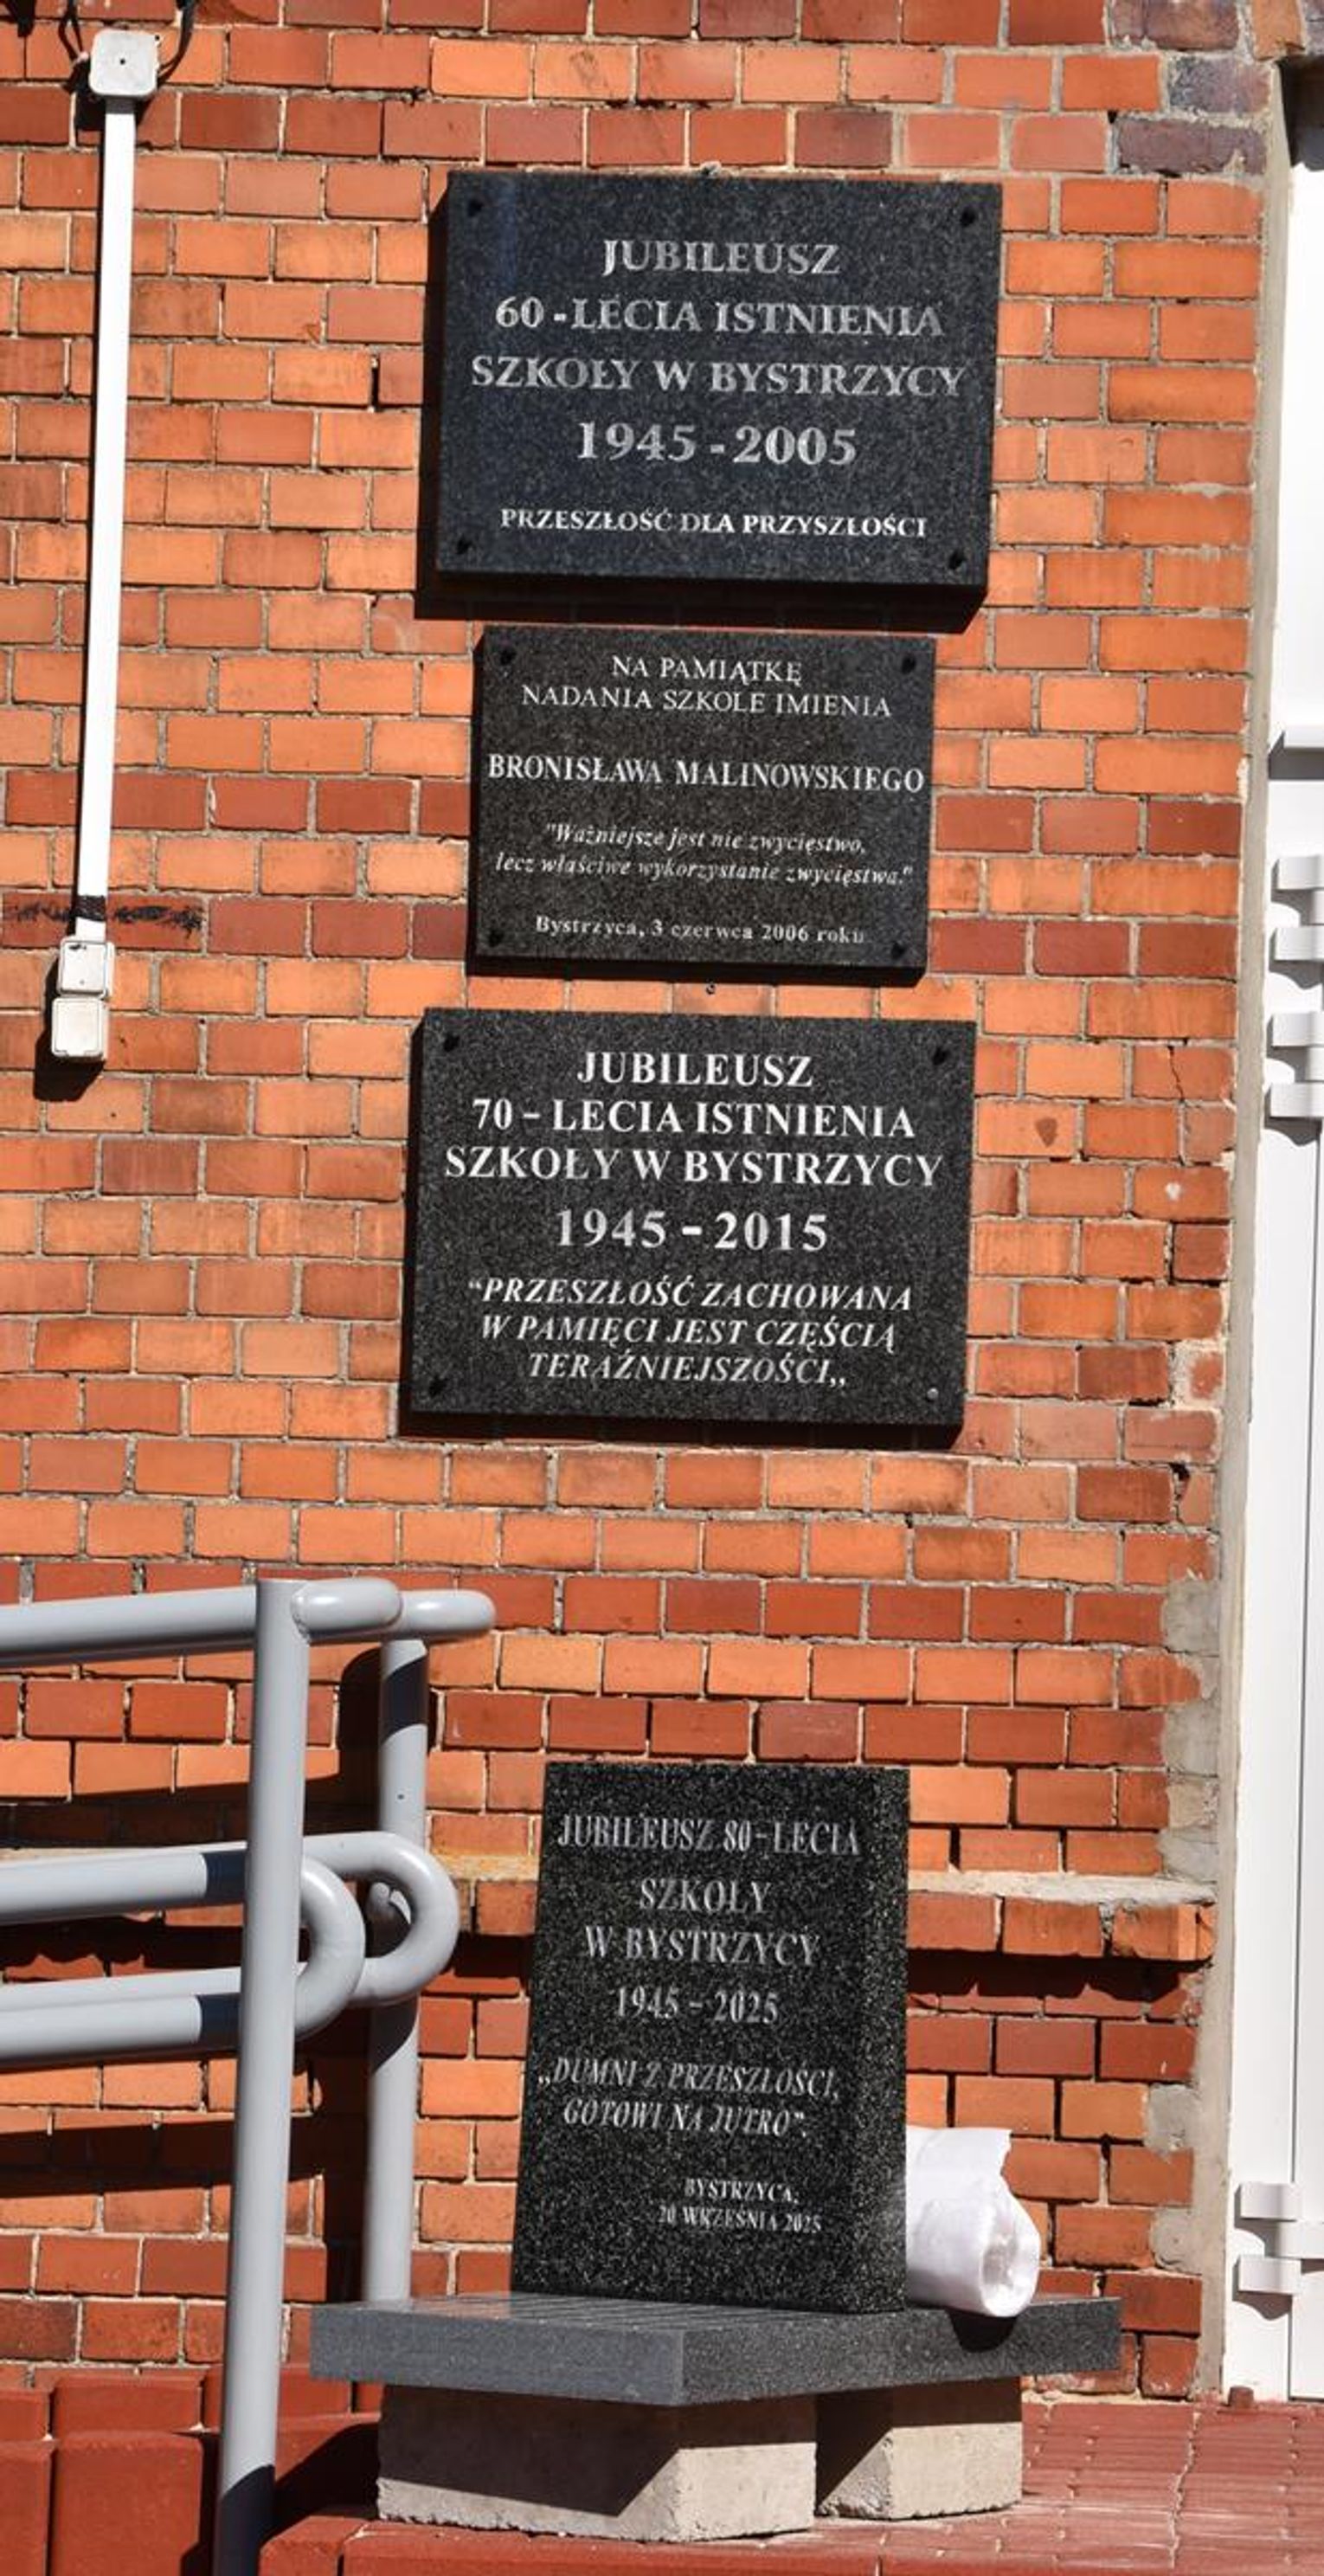 JUBILEUSZ
60-LECIA ISTNIENIA
SZKOŁY W BYSTRZYCY
1945-2005
PRZESZŁOŚĆ DLA PRZYSZŁOŚCI
NA PAMIĄTKĘ
NADANIA SZKOLE IMIENIA
BRONISŁAWA MALINOWSKIEGO
"Ważniejsze jest nie zwycięstwo,
lecz właściwe wykorzystanie zwycięstwa."
Bystrzyca, 3 czerwca 2006 roku
JUBILEUSZ
70-LECIA ISTNIENIA
SZKOŁY W BYSTRZYCY
1945-2015
“PRZESZŁOŚĆ ZACHOWANA
W PAMIĘCI JEST CZĘŚCIĄ
TERAŹNIEJSZOŚCI„
JUBILEUSZ 80-LECIA
SZKOŁY
W BYSTRZYCY
1945-2025
„DUMNI Z PRZESZŁOŚCI,
GOTOWI NA JUTRO”.
BYSTRZYCA,
20 WRZEŚNIA 2025